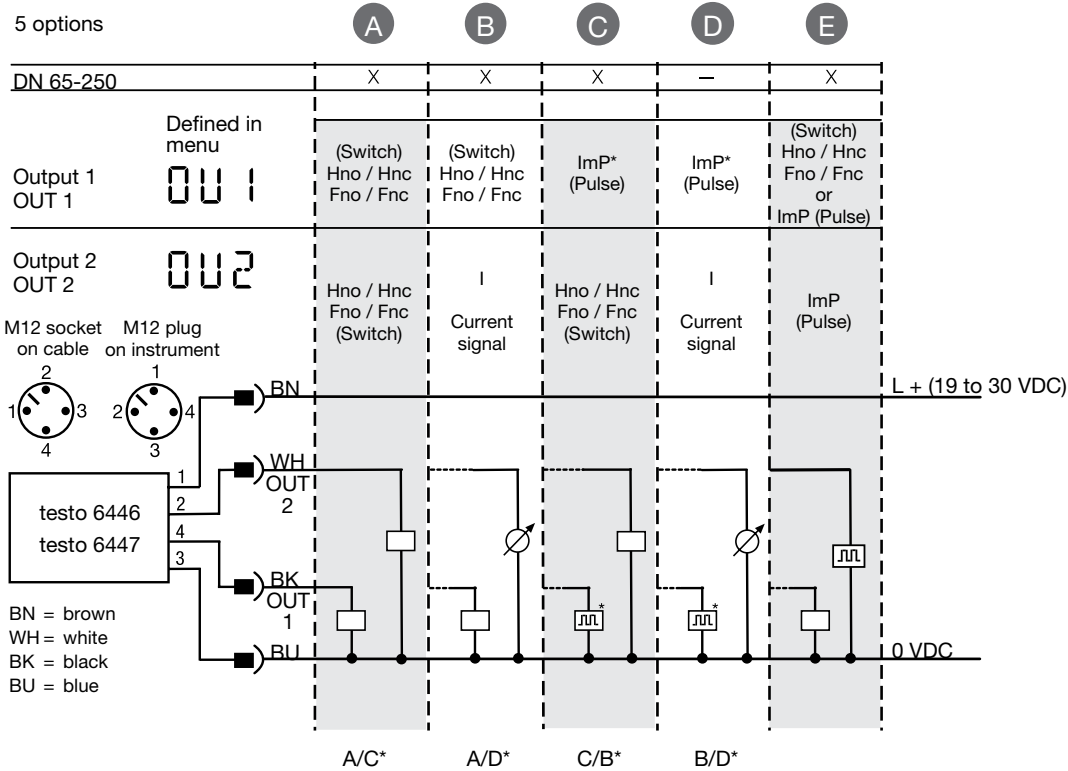 5 options
A B C D E
DN 65-250 X X X – X
Defined in
menu
Output 1
OUT 1
OU1
(Switch)
Hno / Hnc
Fno / Fnc
(Switch)
Hno / Hnc
Fno / Fnc
ImP*
(Pulse)
ImP*
(Pulse)
(Switch)
Hno / Hnc
Fno / Fnc
or
ImP (Pulse)
Output 2
OUT 2
OU2
Hno / Hnc
Fno / Fnc
(Switch)
I
Current
signal
Hno / Hnc
Fno / Fnc
(Switch)
I
Current
signal
ImP
(Pulse)
M12 socket
on cable
2
1 3
4
M12 plug
on instrument
1
2 4
3
BN
L + (19 to 30 VDC)
WH
OUT
2
testo 6446
testo 6447
1
2
4
3
BK
OUT
1
* *
BU
0 VDC
BN = brown
WH = white
BK = black
BU = blue
A/C* A/D* C/B* B/D*